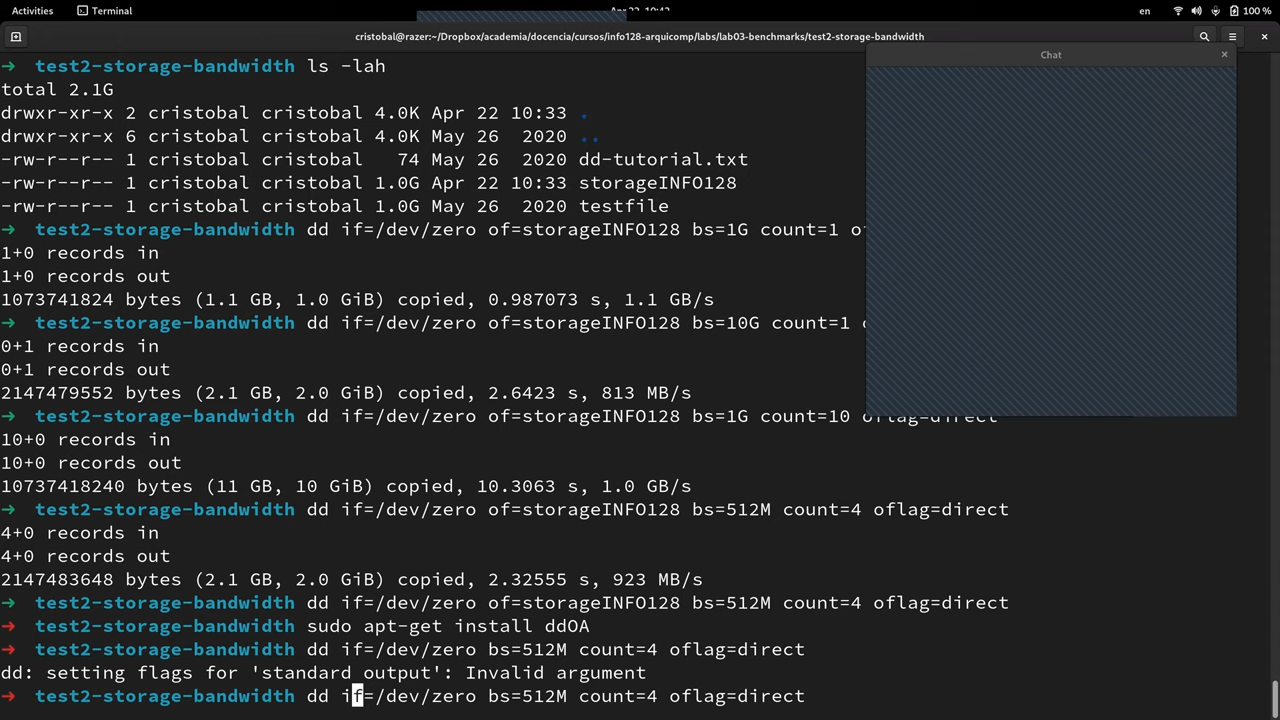 Activities Terminal Apr 22, 10:42 en 100 %
cristobal@razer:~/Dropbox/academia/docencia/cursos/info128-arquicomp/labs/lab03-benchmarks/test2-storage-bandwidth
Chat
→ test2-storage-bandwidth ls -lah
total 2.1G
drwxr-xr-x 2 cristobal cristobal 4.0K Apr 22 10:33 .
drwxr-xr-x 6 cristobal cristobal 4.0K May 26 2020 ..
-rw-r--r-- 1 cristobal cristobal 74 May 26 2020 dd-tutorial.txt
-rw-r--r-- 1 cristobal cristobal 1.0G Apr 22 10:33 storageINFO128
-rw-r--r-- 1 cristobal cristobal 1.0G May 26 2020 testfile
→ test2-storage-bandwidth dd if=/dev/zero of=storageINFO128 bs=1G count=1
1+0 records in
1+0 records out
1073741824 bytes (1.1 GB, 1.0 GiB) copied, 0.987073 s, 1.1 GB/s
→ test2-storage-bandwidth dd if=/dev/zero of=storageINFO128 bs=10G count=1
0+1 records in
0+1 records out
2147479552 bytes (2.1 GB, 2.0 GiB) copied, 2.6423 s, 813 MB/s
→ test2-storage-bandwidth dd if=/dev/zero of=storageINFO128 bs=1G count=10 oflag=direct
10+0 records in
10+0 records out
10737418240 bytes (11 GB, 10 GiB) copied, 10.3063 s, 1.0 GB/s
→ test2-storage-bandwidth dd if=/dev/zero of=storageINFO128 bs=512M count=4 oflag=direct
4+0 records in
4+0 records out
2147483648 bytes (2.1 GB, 2.0 GiB) copied, 2.32555 s, 923 MB/s
→ test2-storage-bandwidth dd if=/dev/zero of=storageINFO128 bs=512M count=4 oflag=direct
→ test2-storage-bandwidth sudo apt-get install ddOA
→ test2-storage-bandwidth dd if=/dev/zero bs=512M count=4 oflag=direct
dd: setting flags for 'standard output': Invalid argument
→ test2-storage-bandwidth dd if=/dev/zero bs=512M count=4 oflag=direct